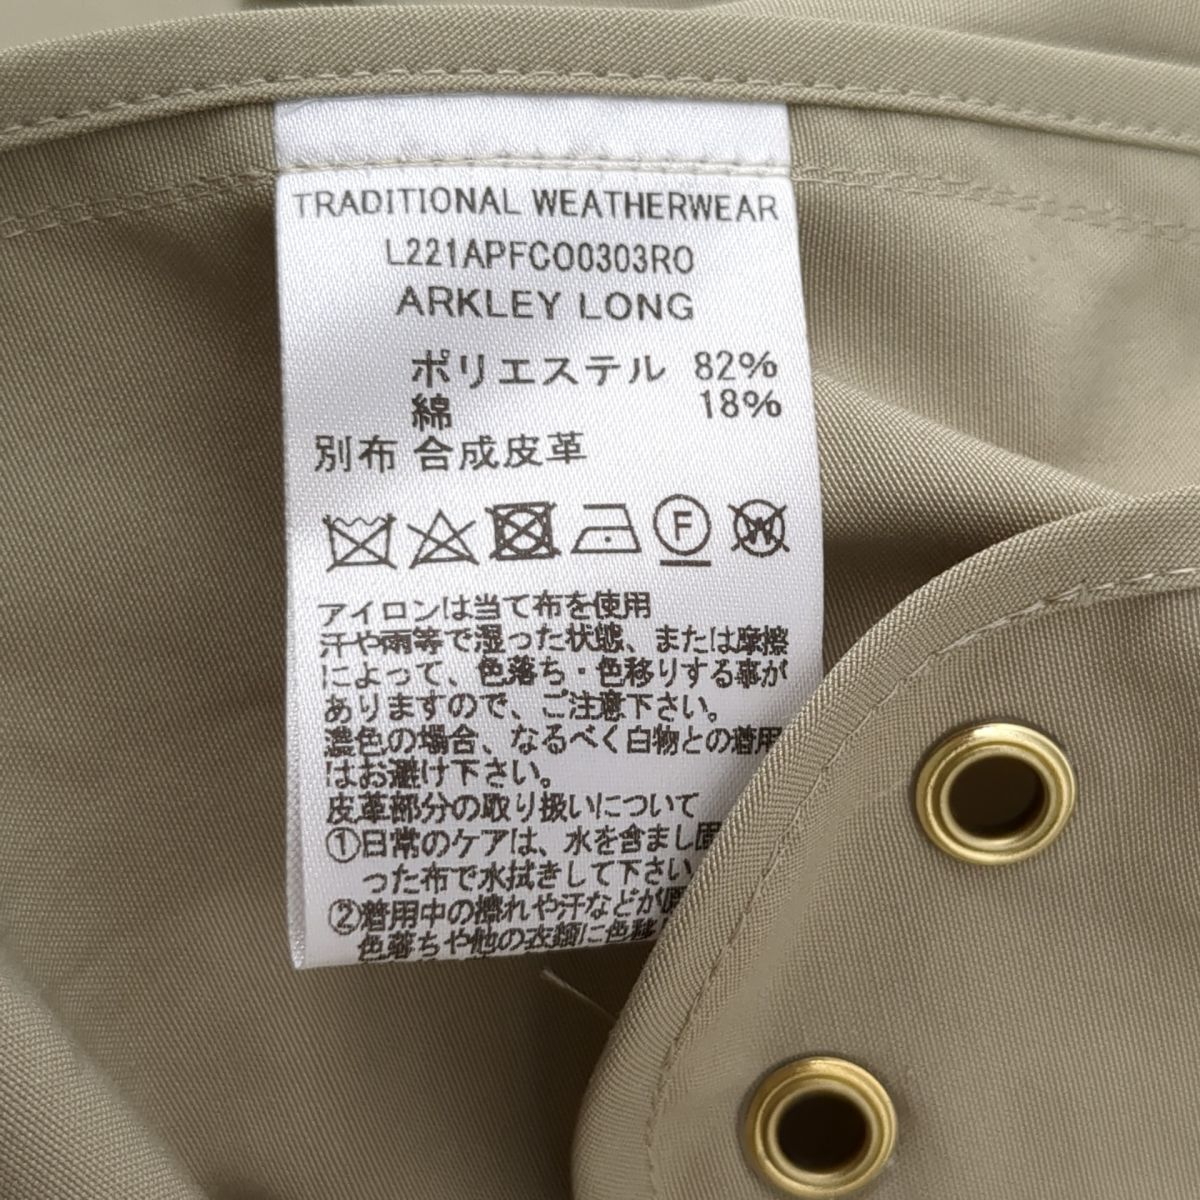 TRADITIONAL WEATHERWEAR
L221APFCO0303RO
ARKLEY LONG
ポリエステル 82%
綿 18%
別布 合成皮革
F W
アイロンは当て布を使用
汗や雨等で湿った状態、または摩擦
によって、色落ち・色移りする事が
ありますので、ご注意下さい。
濃色の場合、なるべく白物との着用
はお避け下さい。
皮革部分の取り扱いについて
①日常のケアは、水を含まし固
った布で水拭きして下さい
②着用中の擦れや汗などが
色落ちや他の衣類に色移